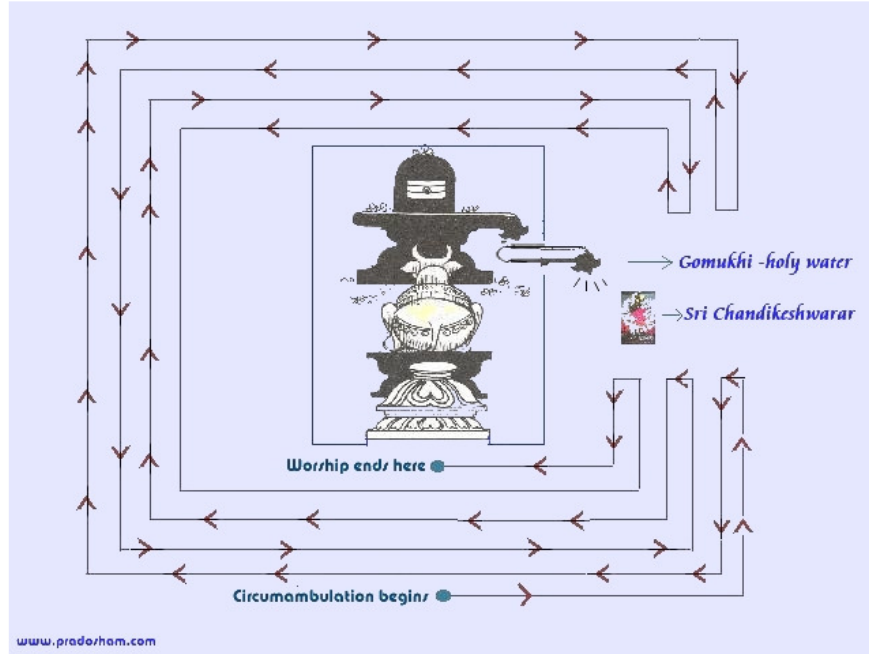 Gomukhi -holy water
Sri Chandikeshwarar
Worship ends here
Circumambulation begins
www.pradosham.com